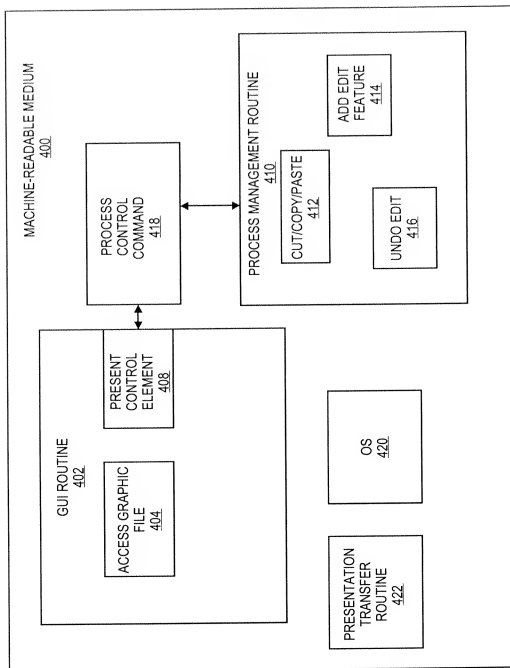 MACHINE-READABLE MEDIUM
400
GUI ROUTINE
402
ACCESS GRAPHIC
FILE
404
PRESENT
CONTROL
ELEMENT
408
PROCESS
CONTROL
COMMAND
418
PROCESS MANAGEMENT ROUTINE
410
CUT/COPY/PASTE
412
ADD EDIT
FEATURE
414
UNDO EDIT
416
PRESENTATION
TRANSFER
ROUTINE
422
OS
420